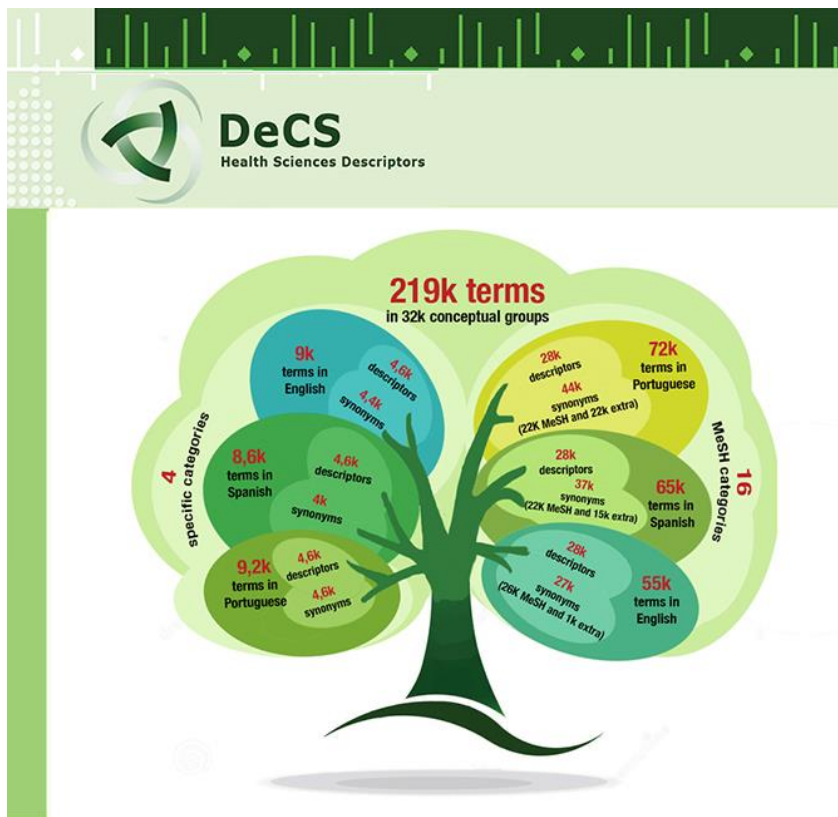 DeCS
Health Sciences Descriptors
219k terms
in 32k conceptual groups
4
specific categories
9k
terms in
English
4,6k
descriptors
4,4k
synonyms
8,6k
terms in
Spanish
4,6k
descriptors
4k
synonyms
9,2k
terms in
Portuguese
4,6k
descriptors
4,6k
synonyms
28k
descriptors
44k
synonyms
(22K MeSH and 22k extra)
72k
terms in
Portuguese
28k
descriptors
37k
synonyms
(22K MeSH and 15k extra)
65k
terms in
Spanish
28k
descriptors
27k
synonyms
(26K MeSH and 1k extra)
55k
terms in
English
16
MeSH categories